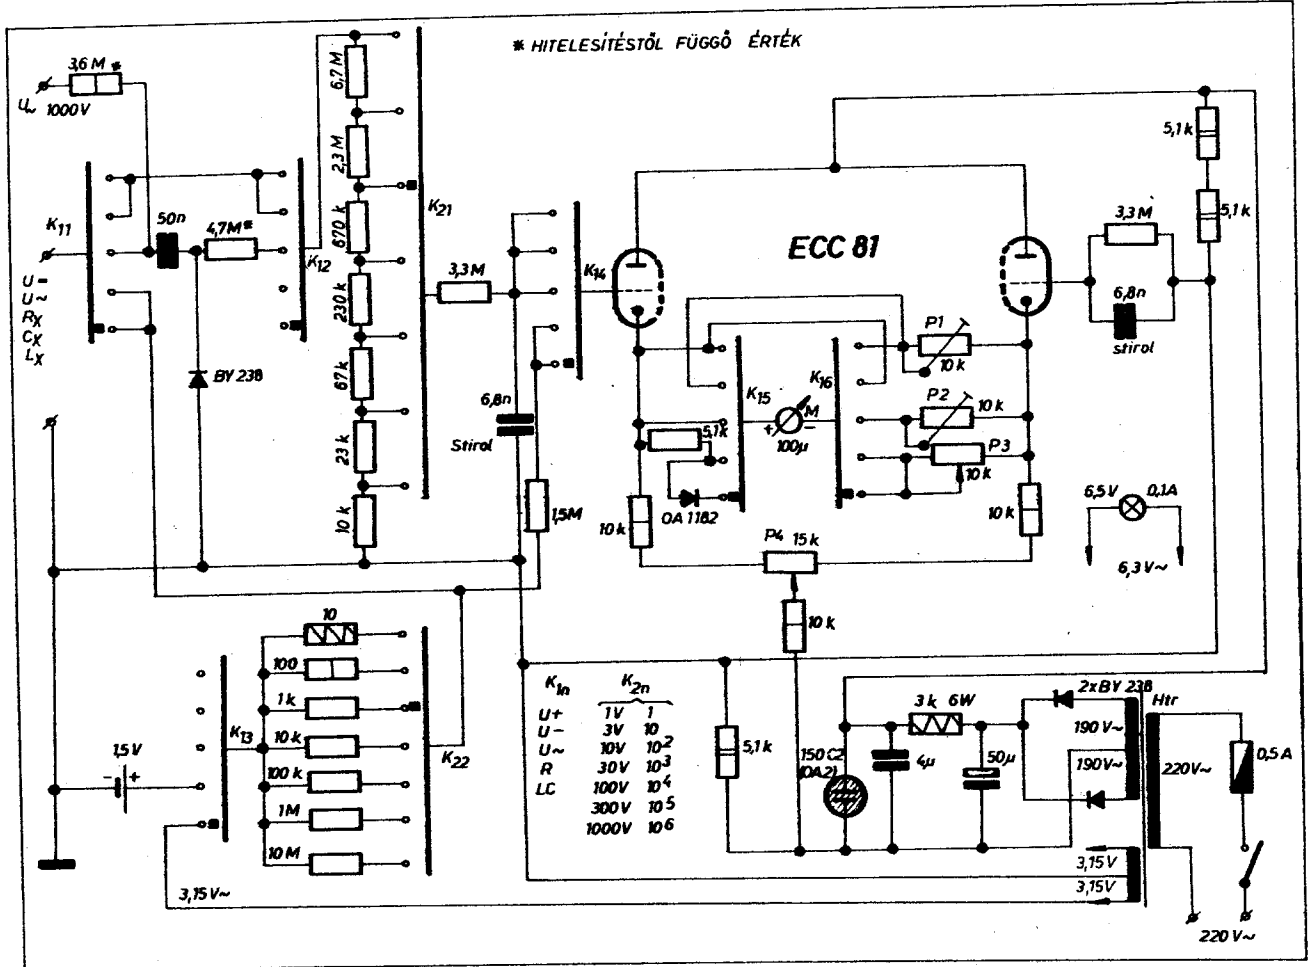 * HITELESÍTÉSTŐL FÜGGŐ ÉRTÉK
3,6 M *
U~ 1000 V
K11
50n
4,7M*
K12
U=
U~
RX
CX
LX
BY 238
6,7 M
2,3 M
670 k
230 k
67 k
23 k
10 k
K21
3,3 M
K14
6,8n
Stirol
1,5M
ECC 81
5,1 k
5,1 k
3,3 M
6,8n
stirol
P1
10 k
P2
10 k
P3
10 k
K15
K16
M
+
-
100µ
5,1k
OA 1182
10 k
10 k
P4 15 k
10 k
6,5 V
0,1A
6,3 V~
10
100
1 k
10 k
100 k
1 M
10 M
K13
K22
1,5 V
-
+
3,15 V~
K1n K2n
U+ 1V 1
U- 3V 10
U~ 10V 10²
R 30V 10³
LC 100V 10⁴
300V 10⁵
1000V 10⁶
5,1 k
150 C2
(OA2)
4µ
3 k 6W
50µ
2xBY 238
Htr
190 V~
190 V~
220V~
0,5 A
3,15V
3,15V
220 V~